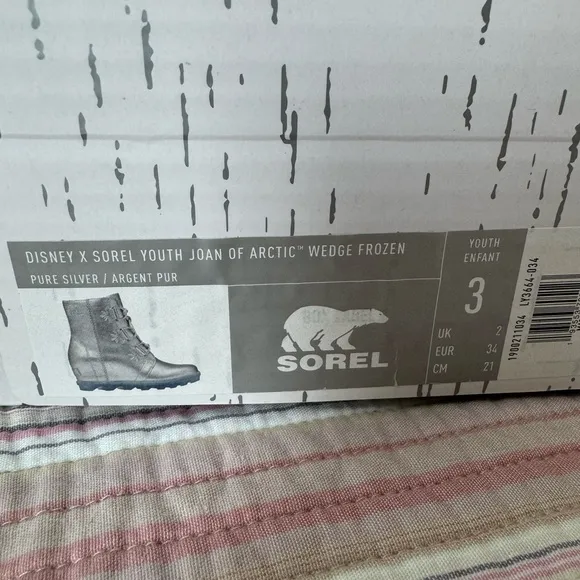 DISNEY X SOREL YOUTH JOAN OF ARCTIC™ WEDGE FROZEN
PURE SILVER / ARGENT PUR
SOREL
YOUTH
ENFANT
3
UK 2
EUR 34
CM 21
1900211034 LY3664-034